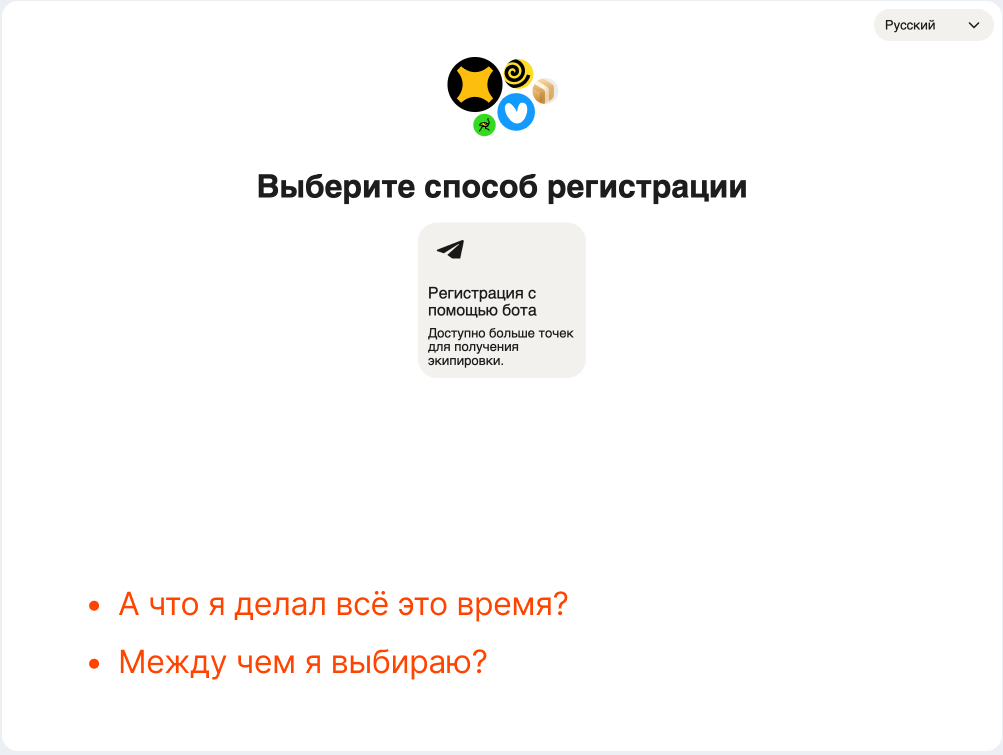 Русский
Выберите способ регистрации
Регистрация с
помощью бота
Доступно больше точек
для получения
экипировки.
• А что я делал всё это время?
• Между чем я выбираю?